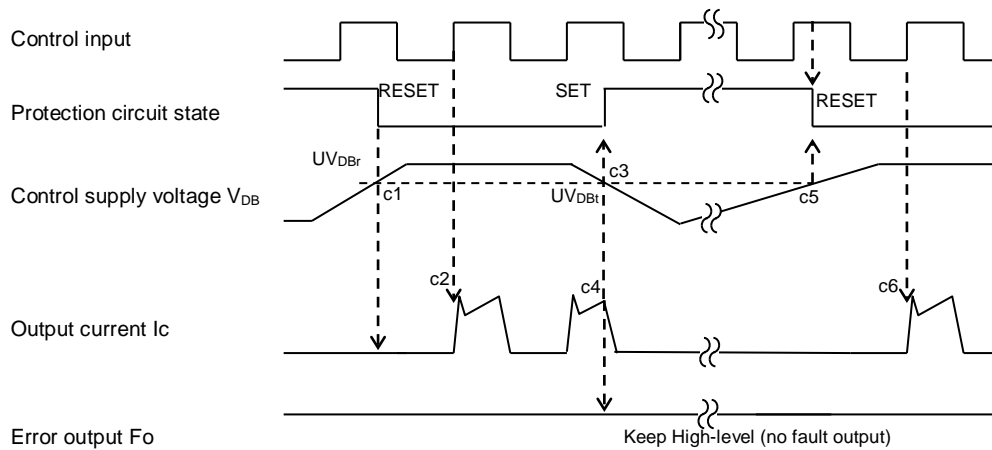 Control input
RESET
SET
RESET
Protection circuit state
UVDBr
c1
c3
UVDBt
c5
Control supply voltage VDB
c2
c4
c6
Output current Ic
Error output Fo
Keep High-level (no fault output)